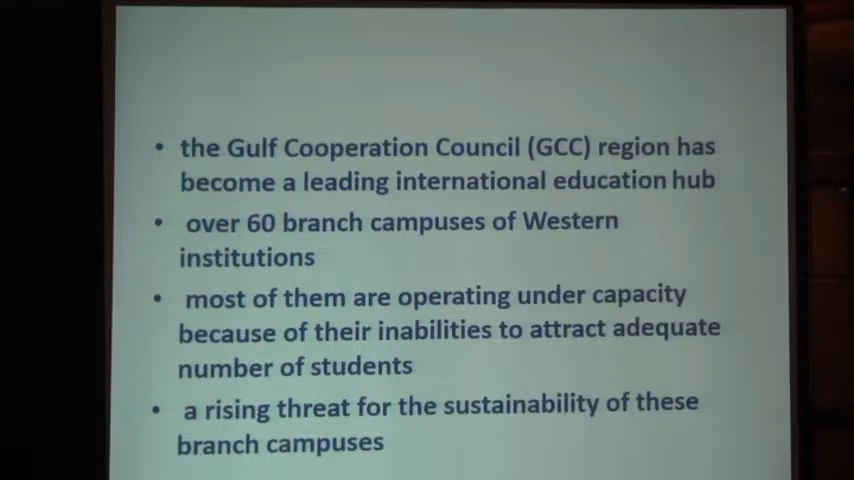 • the Gulf Cooperation Council (GCC) region has
become a leading international education hub
• over 60 branch campuses of Western
institutions
• most of them are operating under capacity
because of their inabilities to attract adequate
number of students
• a rising threat for the sustainability of these
branch campuses